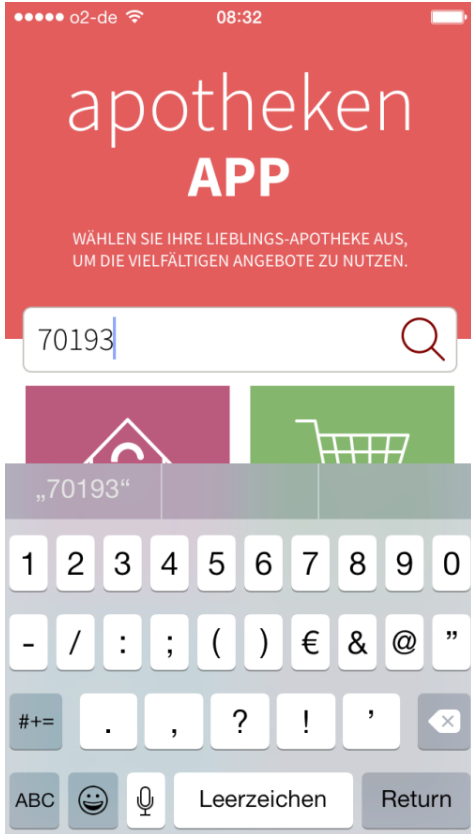 o2-de 08:32
apotheken
APP
WÄHLEN SIE IHRE LIEBLINGS-APOTHEKE AUS,
UM DIE VIELFÄLTIGEN ANGEBOTE ZU NUTZEN.
70193
„70193“
1 2 3 4 5 6 7 8 9 0
- / : ; ( ) € & @ ”
#+= . , ? ! ’
ABC Leerzeichen Return